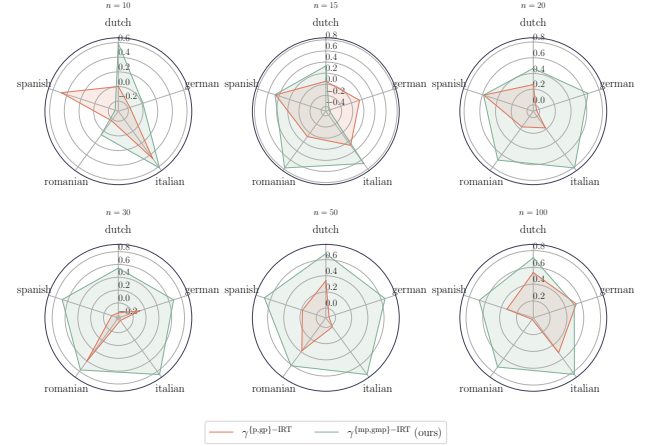 n = 10
dutch
0.6
0.4
0.2
0.0
−0.2
spanish
german
romanian
italian
n = 15
dutch
0.8
0.6
0.4
0.2
0.0
−0.2
−0.4
spanish
german
romanian
italian
n = 20
dutch
0.8
0.6
0.4
0.2
0.0
spanish
german
romanian
italian
n = 30
dutch
0.8
0.6
0.4
0.2
0.0
−0.2
spanish
german
romanian
italian
n = 50
dutch
0.6
0.4
0.2
0.0
spanish
german
romanian
italian
n = 100
dutch
0.8
0.6
0.4
0.2
spanish
german
romanian
italian
γ{p,gp}−IRT
γ{mp,gmp}−IRT (ours)